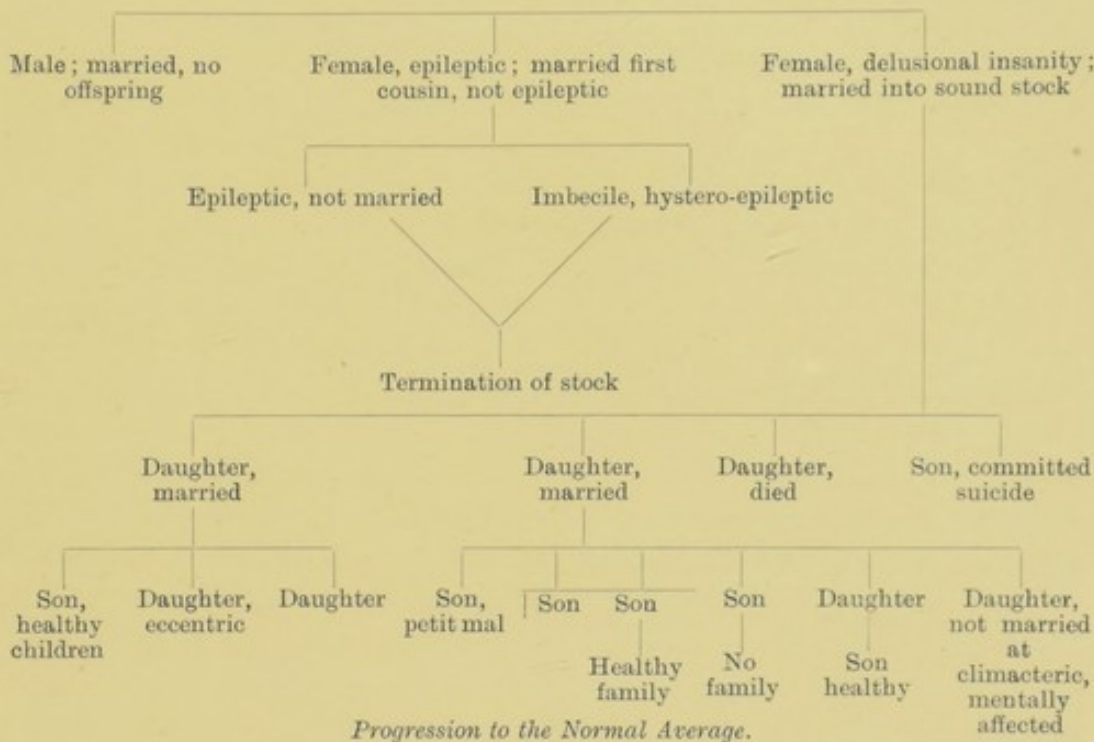 Male; married, no
offspring
Female, epileptic; married first
cousin, not epileptic
Female, delusional insanity;
married into sound stock
Epileptic, not married
Imbecile, hystero-epileptic
Termination of stock
Daughter,
married
Daughter,
married
Daughter,
died
Son, committed
suicide
Son,
healthy
children
Daughter,
eccentric
Daughter
Son,
petit mal
Son
Son
Healthy
family
Son
No
family
Daughter
Son
healthy
Daughter,
not married
at
climacteric,
mentally
affected
Progression to the Normal Average.